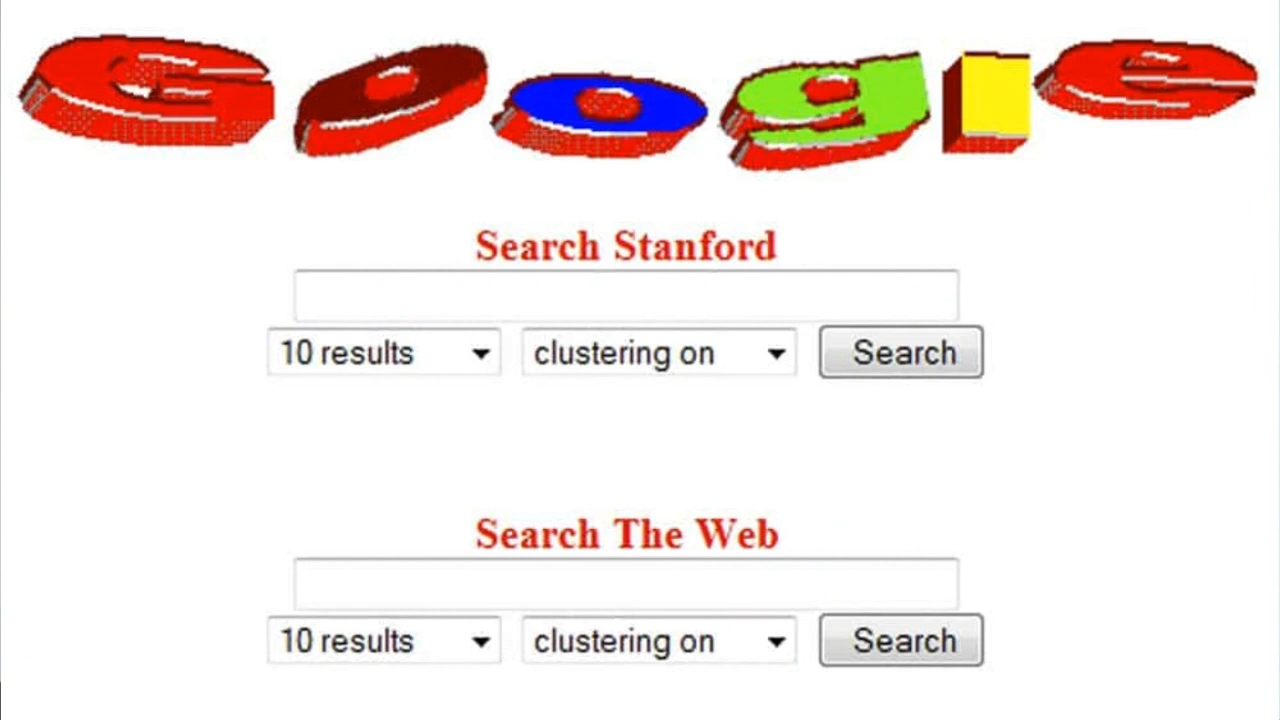 Google
Search Stanford
10 results clustering on Search
Search The Web
10 results clustering on Search